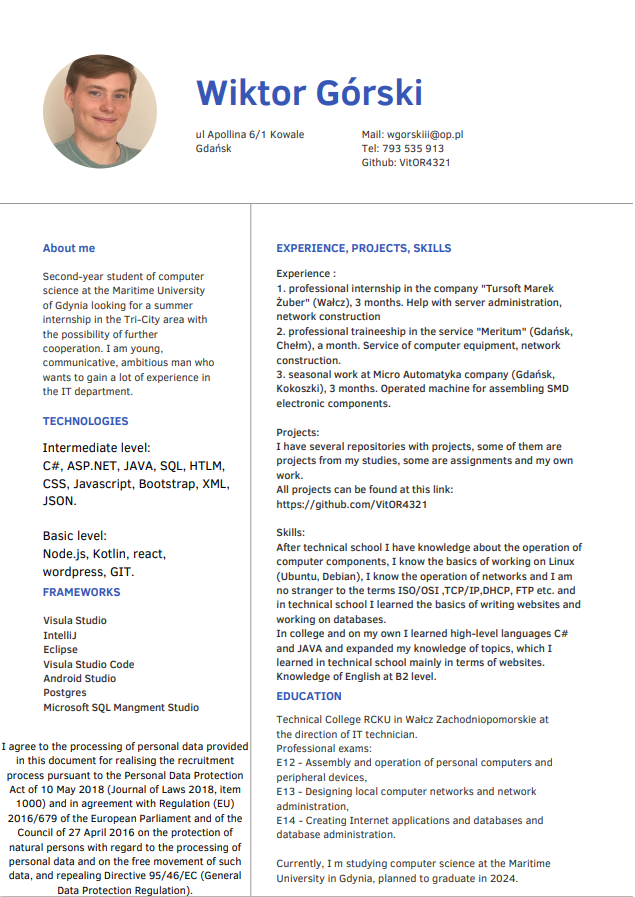 Wiktor Górski
ul Apollina 6/1 Kowale
Gdańsk
Mail: wgorskiii@op.pl
Tel: 793 535 913
Github: VitOR4321
About me
Second-year student of computer
science at the Maritime University
of Gdynia looking for a summer
internship in the Tri-City area with
the possibility of further
cooperation. I am young,
communicative, ambitious man who
wants to gain a lot of experience in
the IT department.
TECHNOLOGIES
Intermediate level:
C#, ASP.NET, JAVA, SQL, HTLM,
CSS, Javascript, Bootstrap, XML,
JSON.
Basic level:
Node.js, Kotlin, react,
wordpress, GIT.
FRAMEWORKS
Visula Studio
IntelliJ
Eclipse
Visula Studio Code
Android Studio
Postgres
Microsoft SQL Mangment Studio
I agree to the processing of personal data provided
in this document for realising the recruitment
process pursuant to the Personal Data Protection
Act of 10 May 2018 (Journal of Laws 2018, item
1000) and in agreement with Regulation (EU)
2016/679 of the European Parliament and of the
Council of 27 April 2016 on the protection of
natural persons with regard to the processing of
personal data and on the free movement of such
data, and repealing Directive 95/46/EC (General
Data Protection Regulation).
EXPERIENCE, PROJECTS, SKILLS
Experience :
1. professional internship in the company "Tursoft Marek
Żuber" (Wałcz), 3 months. Help with server administration,
network construction
2. professional traineeship in the service "Meritum" (Gdańsk,
Chełm), a month. Service of computer equipment, network
construction.
3. seasonal work at Micro Automatyka company (Gdańsk,
Kokoszki), 3 months. Operated machine for assembling SMD
electronic components.
Projects:
I have several repositories with projects, some of them are
projects from my studies, some are assignments and my own
work.
All projects can be found at this link:
https://github.com/VitOR4321
Skills:
After technical school I have knowledge about the operation of
computer components, I know the basics of working on Linux
(Ubuntu, Debian), I know the operation of networks and I am
no stranger to the terms ISO/OSI ,TCP/IP,DHCP, FTP etc. and
in technical school I learned the basics of writing websites and
working on databases.
In college and on my own I learned high-level languages C#
and JAVA and expanded my knowledge of topics, which I
learned in technical school mainly in terms of websites.
Knowledge of English at B2 level.
EDUCATION
Technical College RCKU in Wałcz Zachodniopomorskie at
the direction of IT technician.
Professional exams:
E12 - Assembly and operation of personal computers and
peripheral devices,
E13 - Designing local computer networks and network
administration,
E14 - Creating Internet applications and databases and
database administration.
Currently, I m studying computer science at the Maritime
University in Gdynia, planned to graduate in 2024.